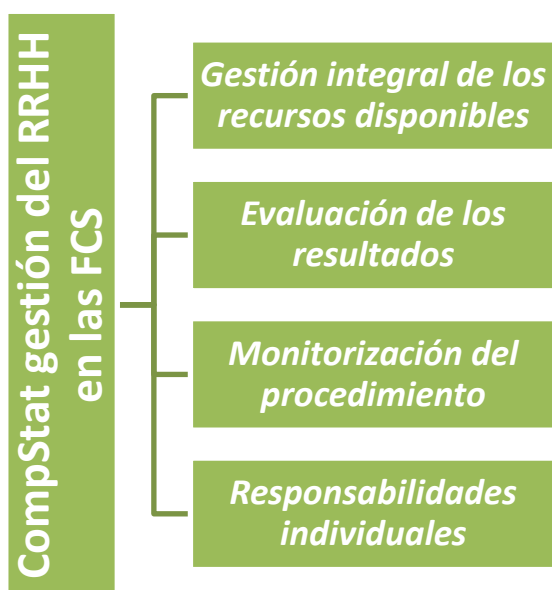 CompStat gestión del RRHH
en las FCS
Gestión integral de los
recursos disponibles
Evaluación de los
resultados
Monitorización del
procedimiento
Responsabilidades
individuales